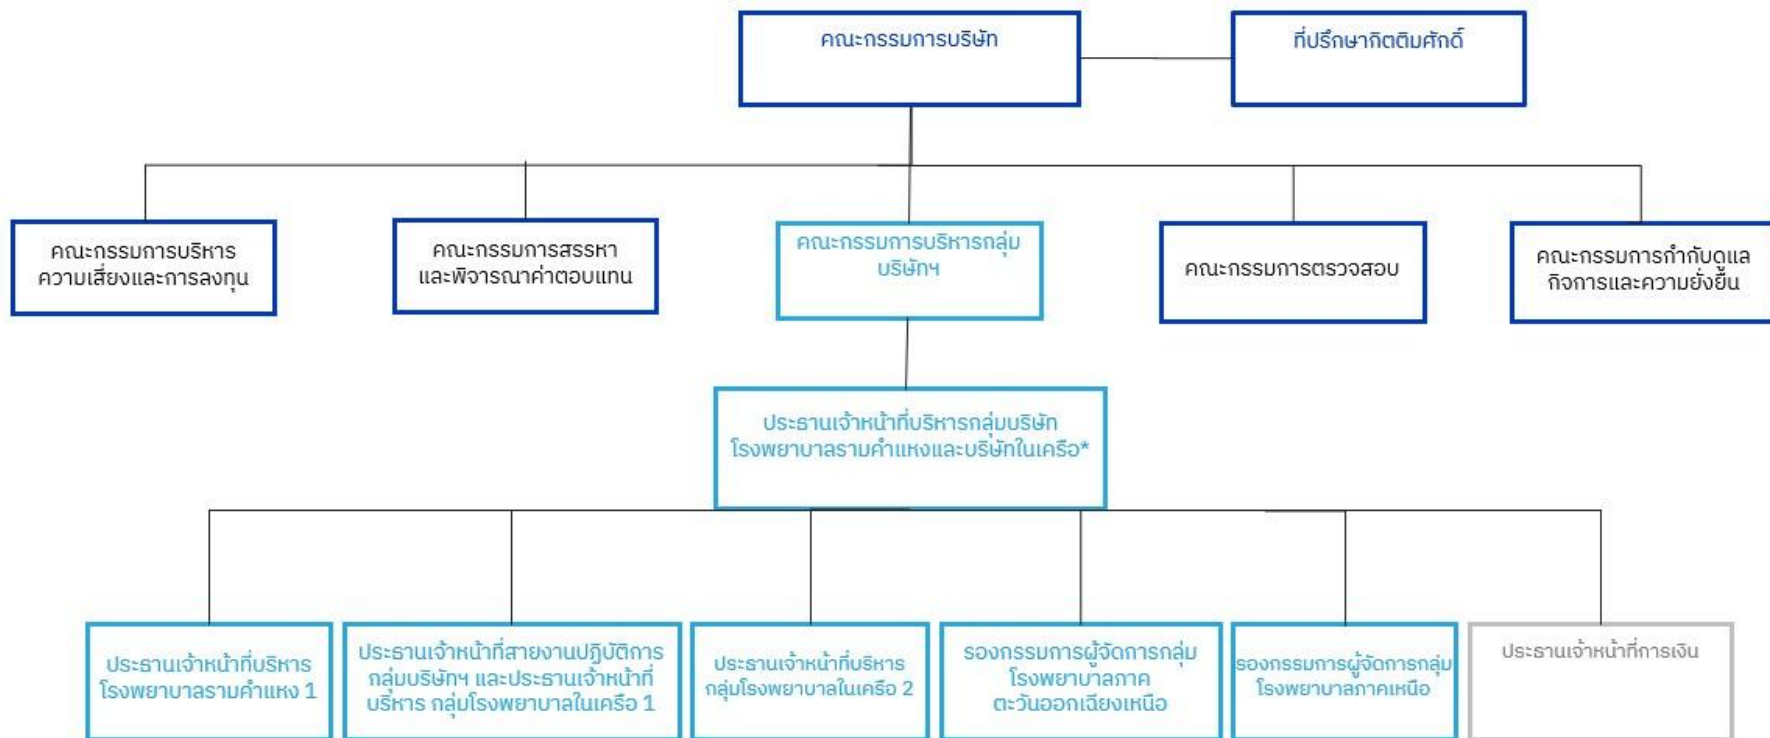 คณะกรรมการบริษัท
ที่ปรึกษากิตติมศักดิ์
คณะกรรมการบริหาร
ความเสี่ยงและการลงทุน
คณะกรรมการสรรหา
และพิจารณาค่าตอบแทน
คณะกรรมการบริหารกลุ่ม
บริษัทฯ
คณะกรรมการตรวจสอบ
คณะกรรมการกำกับดูแล
กิจการและความยั่งยืน
ประธานเจ้าหน้าที่บริหารกลุ่มบริษัท
โรงพยาบาลรามคำแหงและบริษัทในเครือ*
ประธานเจ้าหน้าที่บริหาร
โรงพยาบาลรามคำแหง 1
ประธานเจ้าหน้าที่สายงานปฏิบัติการ
กลุ่มบริษัทฯ และประธานเจ้าหน้าที่
บริหาร กลุ่มโรงพยาบาลในเครือ 1
ประธานเจ้าหน้าที่บริหาร
กลุ่มโรงพยาบาลในเครือ 2
รองกรรมการผู้จัดการกลุ่ม
โรงพยาบาลภาค
ตะวันออกเฉียงเหนือ
รองกรรมการผู้จัดการกลุ่ม
โรงพยาบาลภาคเหนือ
ประธานเจ้าหน้าที่การเงิน